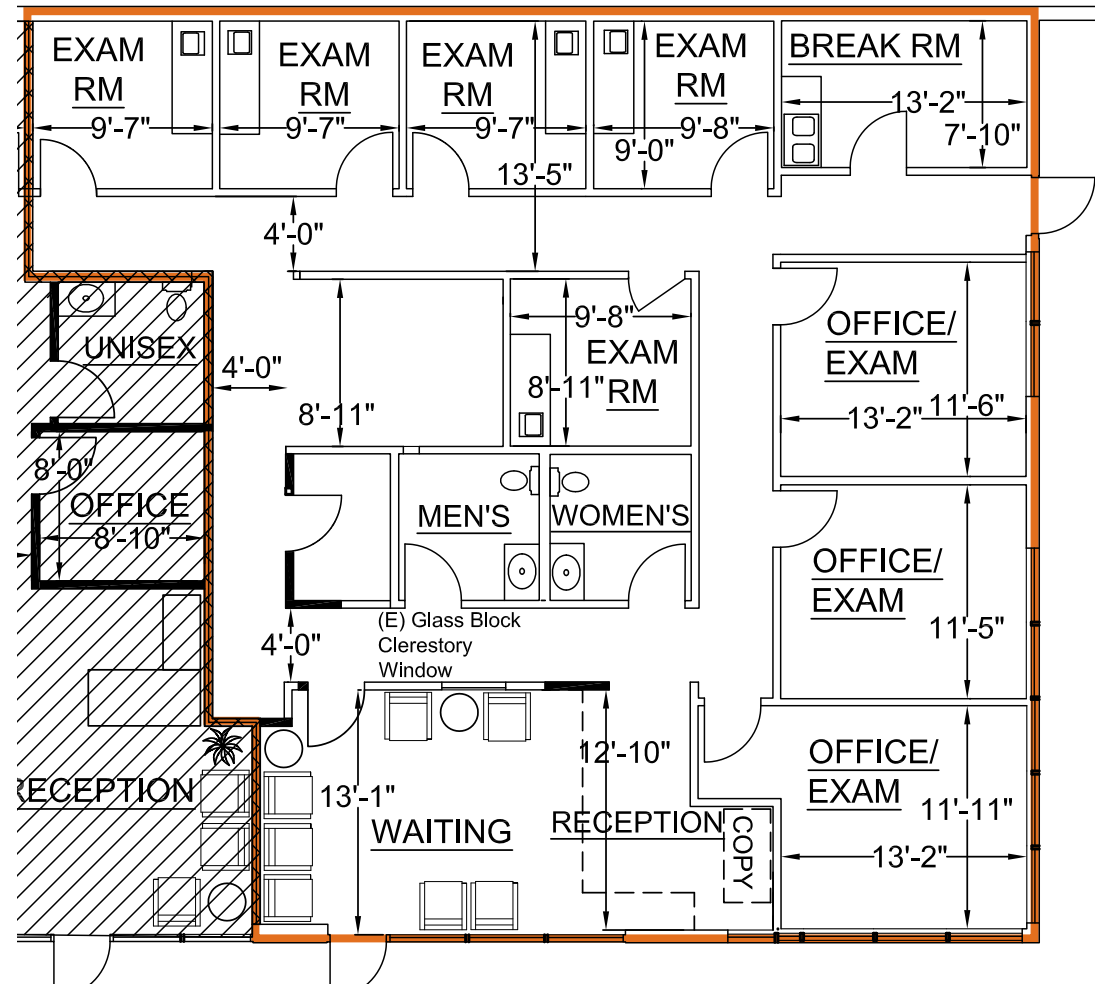 EXAM
RM
9'-7"
EXAM
RM
9'-7"
EXAM
RM
9'-7"
13'-5"
EXAM
RM
9'-8"
9'-0"
BREAK RM
13'-2"
7'-10"
4'-0"
UNISEX
4'-0"
8'-11"
9'-8"
EXAM
8'-11"
RM
OFFICE/
EXAM
13'-2"
11'-6"
8'-0"
OFFICE
8'-10"
MEN'S
WOMEN'S
OFFICE/
EXAM
11'-5"
4'-0"
(E) Glass Block
Clerestory
Window
RECEPTION
13'-1"
WAITING
12'-10"
RECEPTION
COPY
OFFICE/
EXAM
11'-11"
13'-2"